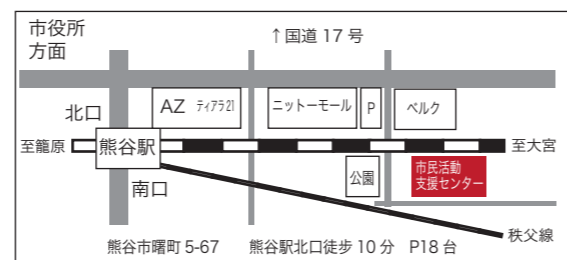 市役所
方面
↑国道 17 号
北口
AZ ティアラ21
ニットーモール
P
ベルク
至籠原
熊谷駅
至大宮
南口
公園
市民活動
支援センター
秩父線
熊谷市曙町 5-67 熊谷駅北口徒歩 10 分 P18 台